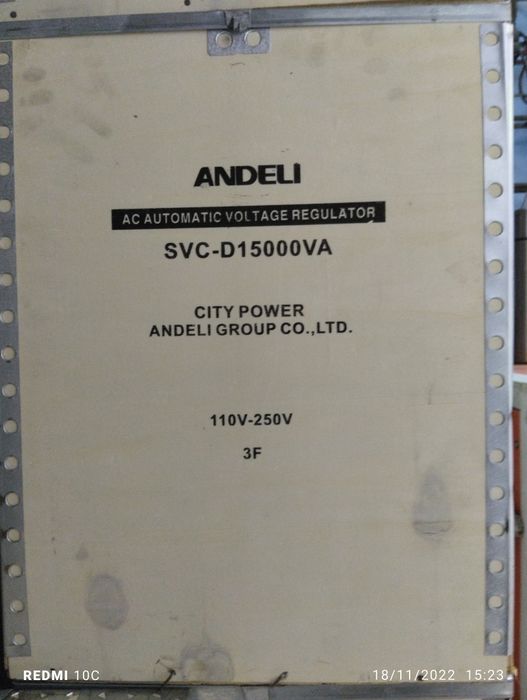 ANDELI
AC AUTOMATIC VOLTAGE REGULATOR
SVC-D15000VA
CITY POWER
ANDELI GROUP CO.,LTD.
110V-250V
3F
REDMI 10C
18/11/2022 15:23